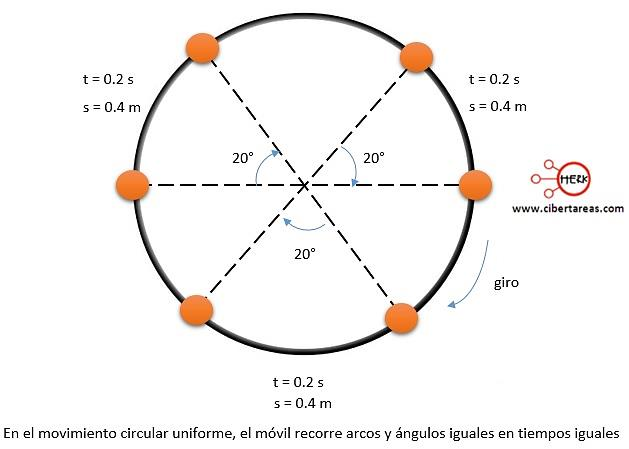 t = 0.2 s
s = 0.4 m
t = 0.2 s
s = 0.4 m
20°
20°
HERK
www.cibertareas.com
20°
giro
t = 0.2 s
s = 0.4 m
En el movimiento circular uniforme, el móvil recorre arcos y ángulos iguales en tiempos iguales